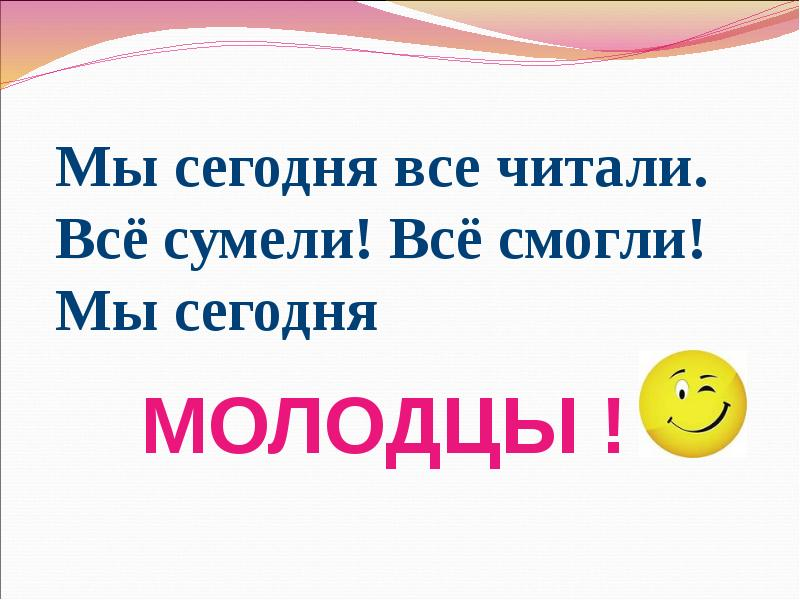 Мы сегодня все читали.
Всё сумели! Всё смогли!
Мы сегодня
МОЛОДЦЫ !